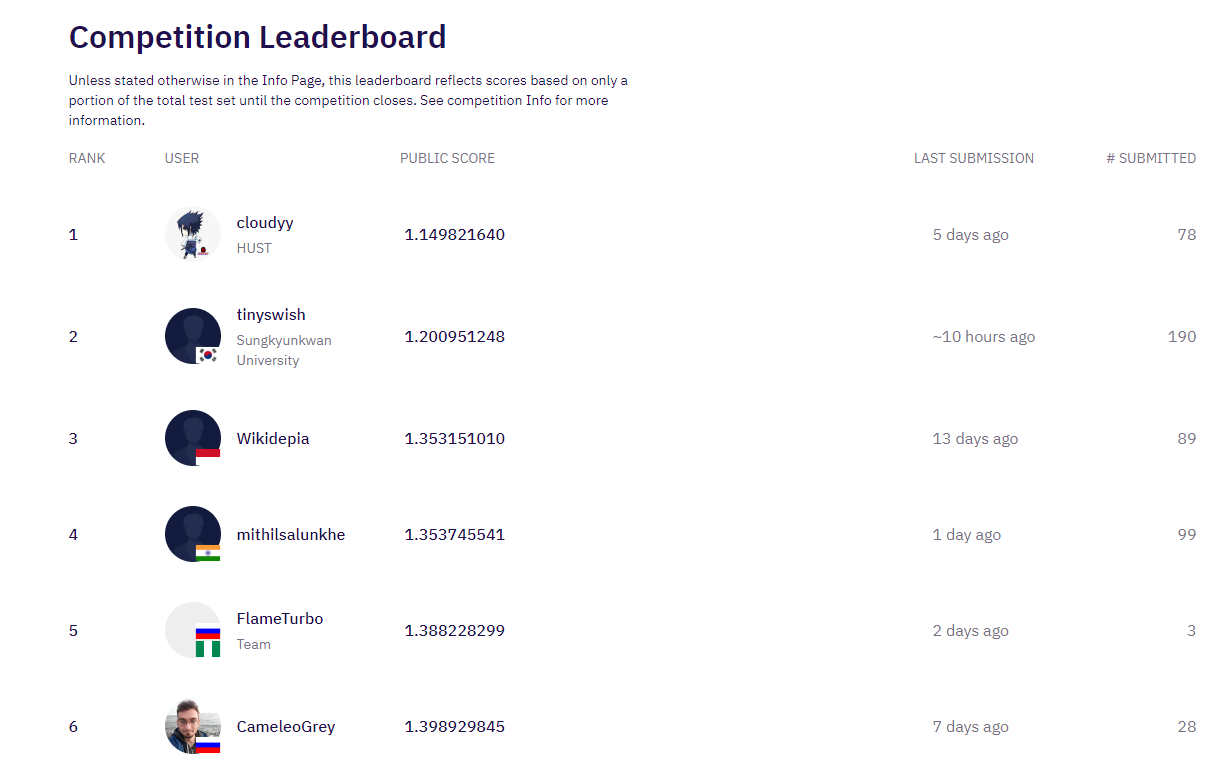 Competition Leaderboard
Unless stated otherwise in the Info Page, this leaderboard reflects scores based on only a
portion of the total test set until the competition closes. See competition Info for more
information.
RANK USER PUBLIC SCORE LAST SUBMISSION # SUBMITTED
1 cloudyy HUST 1.149821640 5 days ago 78
2 tinyswish Sungkyunkwan University 1.200951248 ~10 hours ago 190
3 Wikidepia 1.353151010 13 days ago 89
4 mithilsalunkhe 1.353745541 1 day ago 99
5 FlameTurbo Team 1.388228299 2 days ago 3
6 CameleoGrey 1.398929845 7 days ago 28